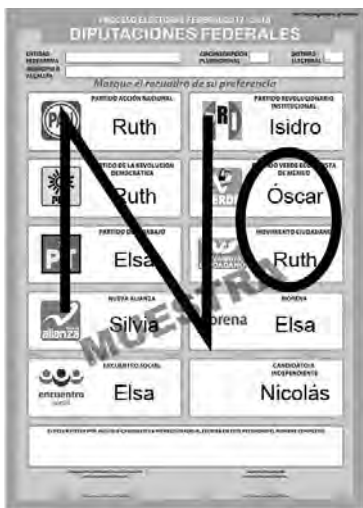 PROCESO ELECTORAL FEDERAL 2017-2018
DIPUTACIONES FEDERALES
ENTIDAD FEDERATIVA
CIRCUNSCRIPCIÓN PLURINOMINAL
DISTRITO ELECTORAL
MUNICIPIO O
Marque el recuadro de su preferencia
PARTIDO ACCIÓN NACIONAL
PAN
Ruth
PARTIDO REVOLUCIONARIO INSTITUCIONAL
Isidro
PARTIDO DE LA REVOLUCIÓN DEMOCRÁTICA
Ruth
PARTIDO VERDE ECOLOGISTA DE MÉXICO
VERDE
Óscar
PARTIDO DEL TRABAJO
PT
Elsa
MOVIMIENTO CIUDADANO
Ruth
NUEVA ALIANZA
alianza
Silvia
MORENA
morena
Elsa
ENCUENTRO SOCIAL
encuentro
social
Elsa
CANDIDATO/A INDEPENDIENTE
Nicolás
MUESTRA
NO